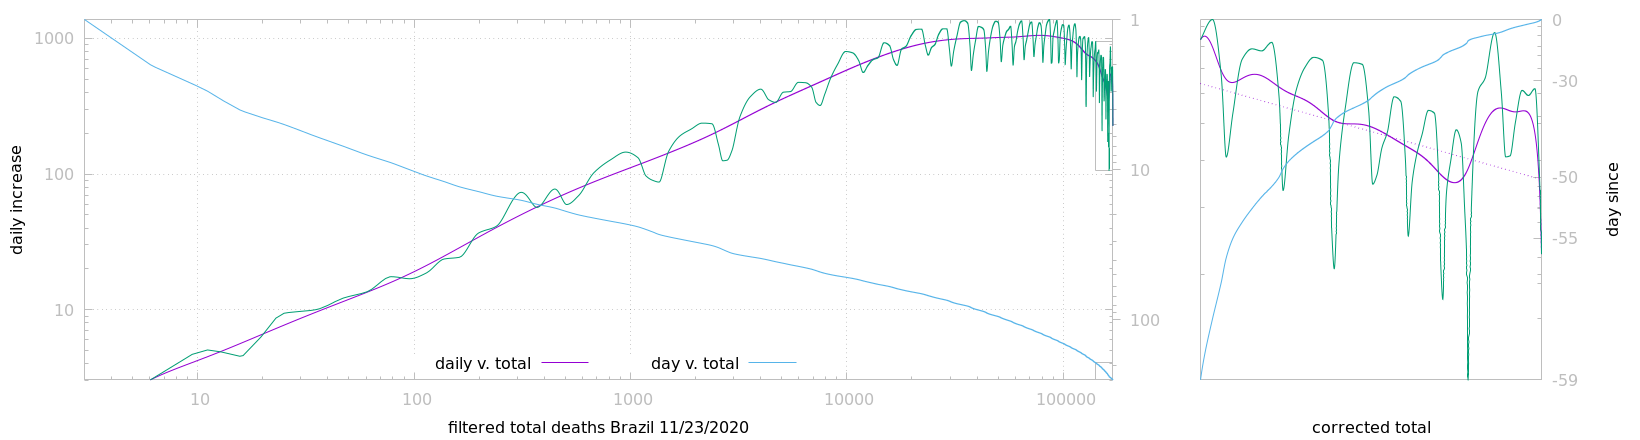 daily increase
1000
100
10
10
100
1000
10000
100000
filtered total deaths Brazil 11/23/2020
daily v. total
day v. total
1
10
100
0
-30
-50
-55
-59
day since
corrected total